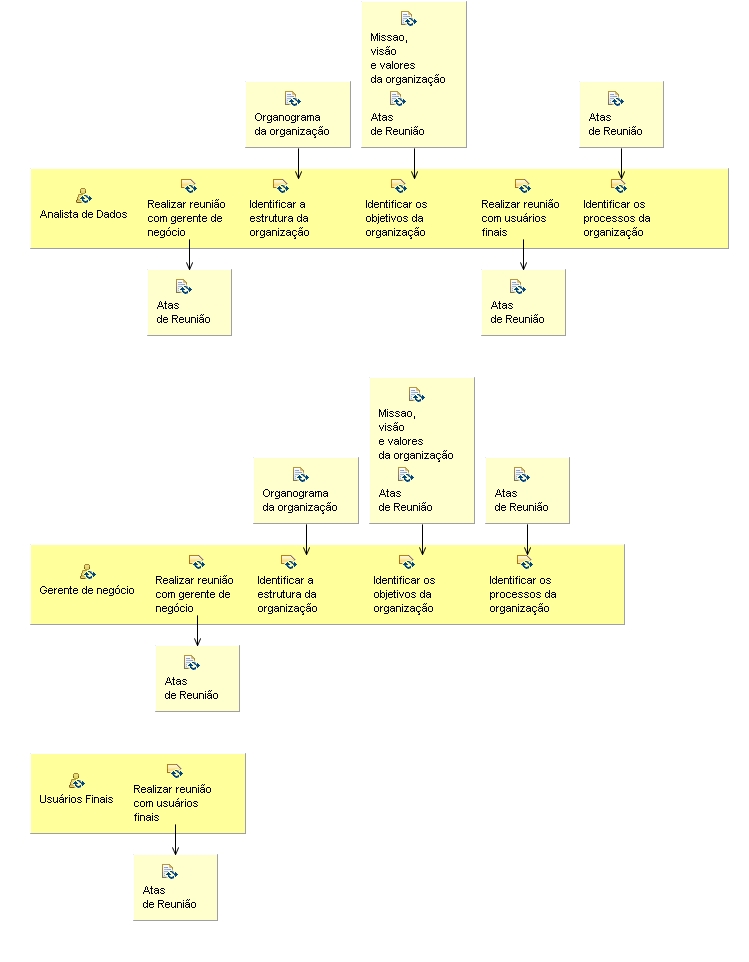 Missao,
visão
e valores
da organização
Organograma
da organização
Atas
de Reunião
Atas
de Reunião
Analista de Dados
Realizar reunião
com gerente de
negócio
Identificar a
estrutura da
organização
Identificar os
objetivos da
organização
Realizar reunião
com usuários
finais
Identificar os
processos da
organização
Atas
de Reunião
Atas
de Reunião
Missao,
visão
e valores
da organização
Organograma
da organização
Atas
de Reunião
Atas
de Reunião
Gerente de negócio
Realizar reunião
com gerente de
negócio
Identificar a
estrutura da
organização
Identificar os
objetivos da
organização
Identificar os
processos da
organização
Atas
de Reunião
Usuários Finais
Realizar reunião
com usuários
finais
Atas
de Reunião